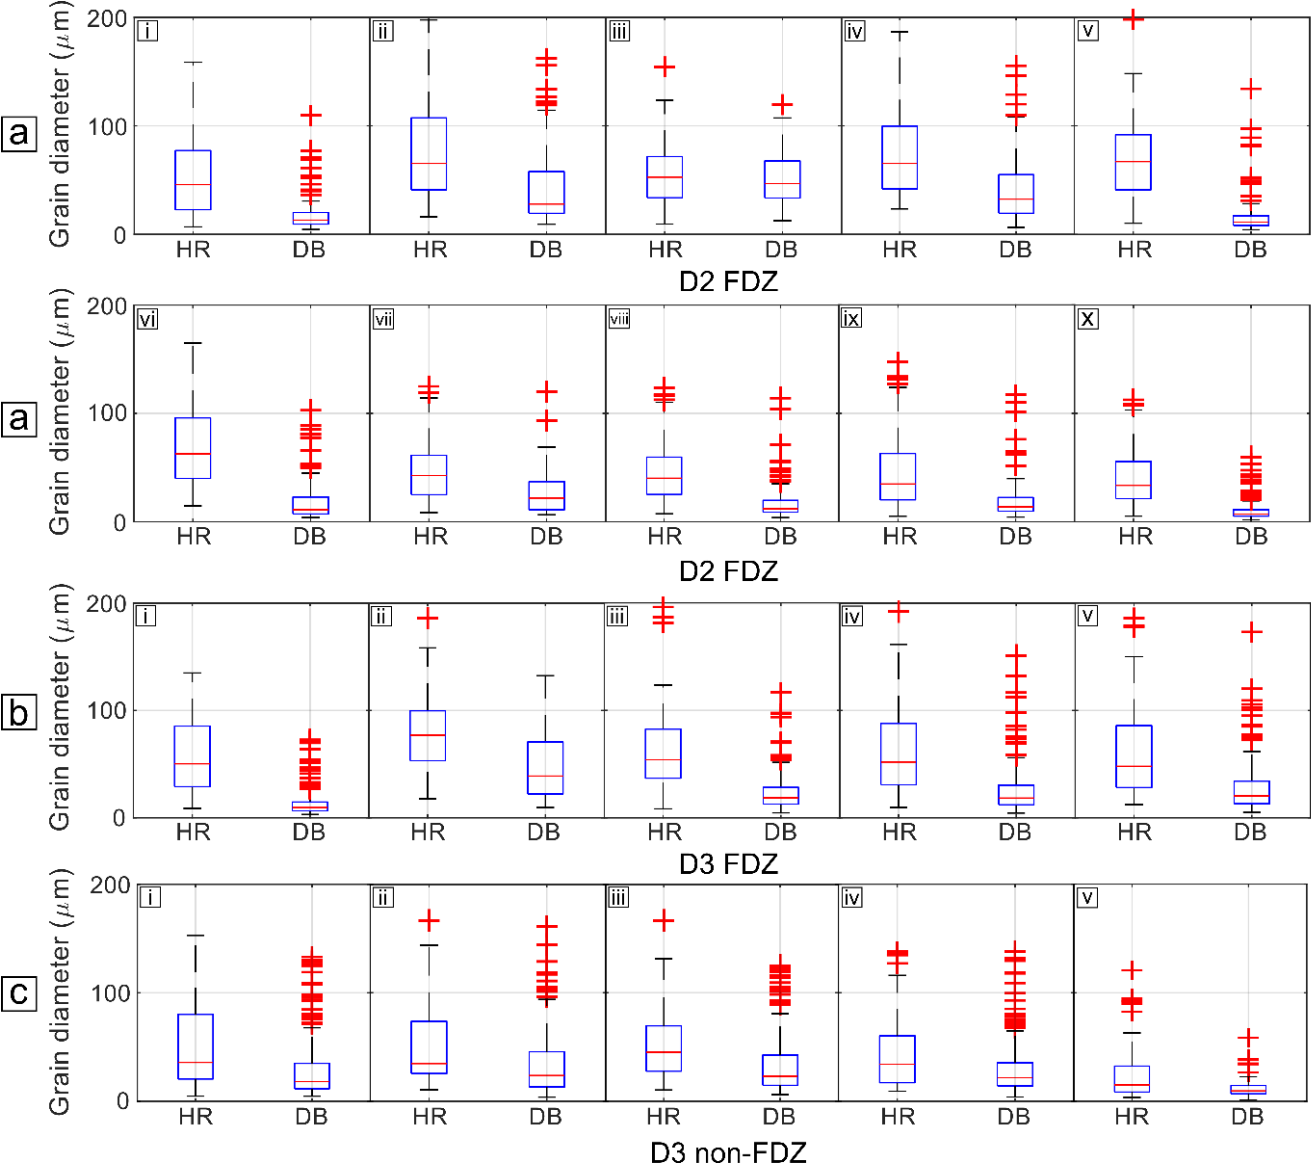 200 i ii iii iv v
a Grain diameter (μm) 100
0
HR DB HR DB HR DB HR DB HR DB
D2 FDZ
200 vi vii viii ix x
a Grain diameter (μm) 100
0
HR DB HR DB HR DB HR DB HR DB
D2 FDZ
200 i ii iii iv v
b Grain diameter (μm) 100
0
HR DB HR DB HR DB HR DB HR DB
D3 FDZ
200 i ii iii iv v
c Grain diameter (μm) 100
0
HR DB HR DB HR DB HR DB HR DB
D3 non-FDZ